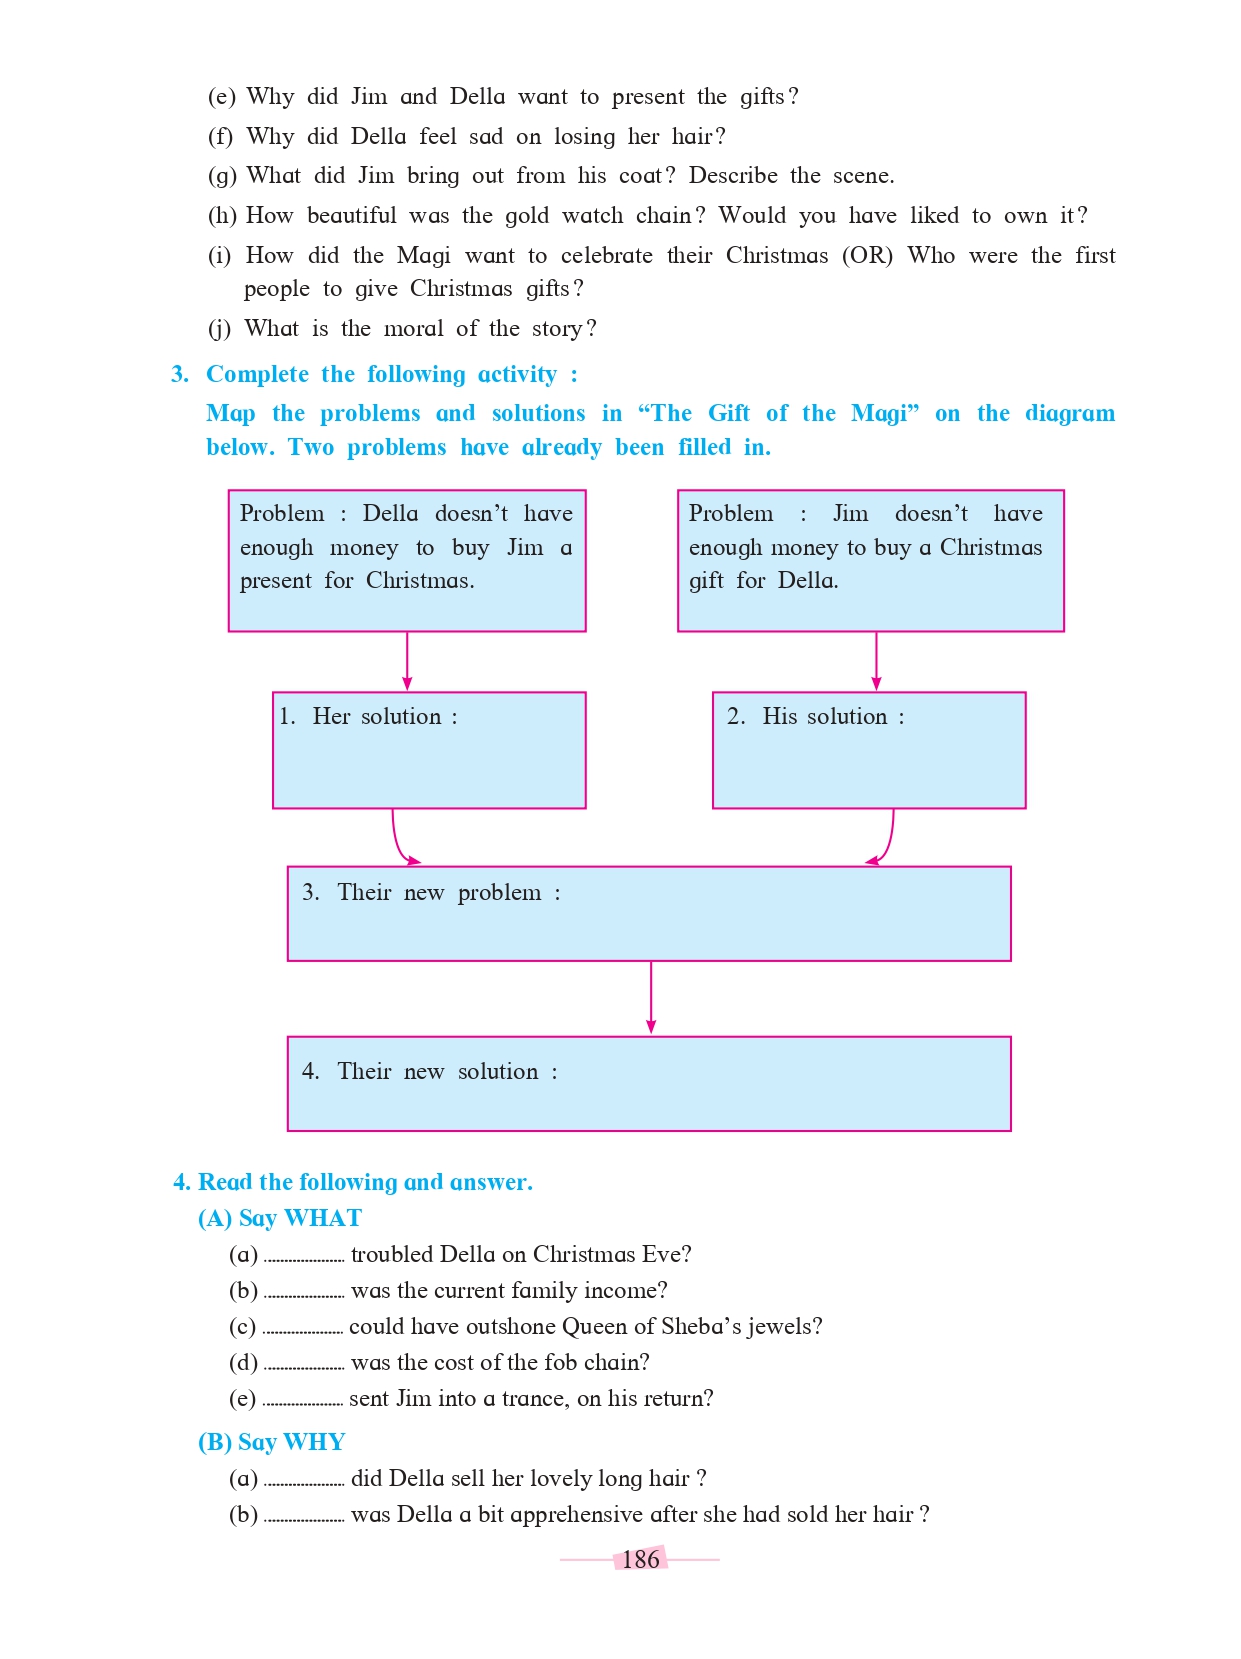 (e) Why did Jim and Della want to present the gifts?
(f) Why did Della feel sad on losing her hair?
(g) What did Jim bring out from his coat? Describe the scene.
(h) How beautiful was the gold watch chain? Would you have liked to own it?
(i) How did the Magi want to celebrate their Christmas (OR) Who were the first
people to give Christmas gifts?
(j) What is the moral of the story?
3. Complete the following activity :
Map the problems and solutions in “The Gift of the Magi” on the diagram
below. Two problems have already been filled in.
Problem : Della doesn’t have
enough money to buy Jim a
present for Christmas.
Problem : Jim doesn’t have
enough money to buy a Christmas
gift for Della.
1. Her solution :
2. His solution :
3. Their new problem :
4. Their new solution :
4. Read the following and answer.
(A) Say WHAT
(a) .................... troubled Della on Christmas Eve?
(b) .................... was the current family income?
(c) .................... could have outshone Queen of Sheba’s jewels?
(d) .................... was the cost of the fob chain?
(e) .................... sent Jim into a trance, on his return?
(B) Say WHY
(a) .................... did Della sell her lovely long hair ?
(b) .................... was Della a bit apprehensive after she had sold her hair ?
186